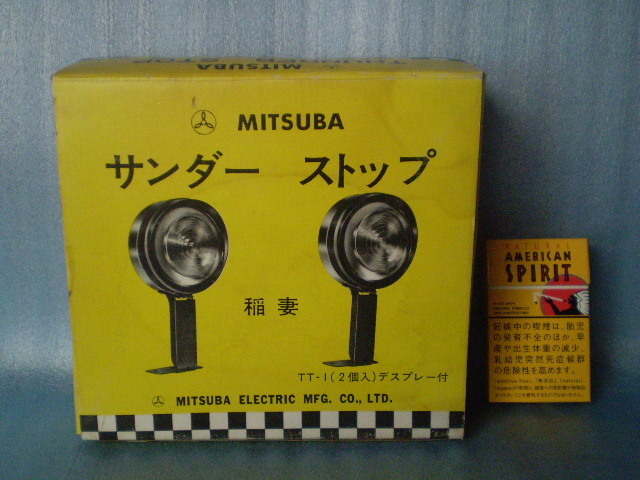 MITSUBA
MITSUBA
サンダー ストップ
稲妻
TT-1(2個入)デスプレー付
MITSUBA ELECTRIC MFG. CO., LTD.
NATURAL
AMERICAN
SPIRIT
妊娠中の喫煙は、胎児
の発育不全のほか、早
産や出生体重の減少、
乳幼児突然死症候群
の危険性を高めます。